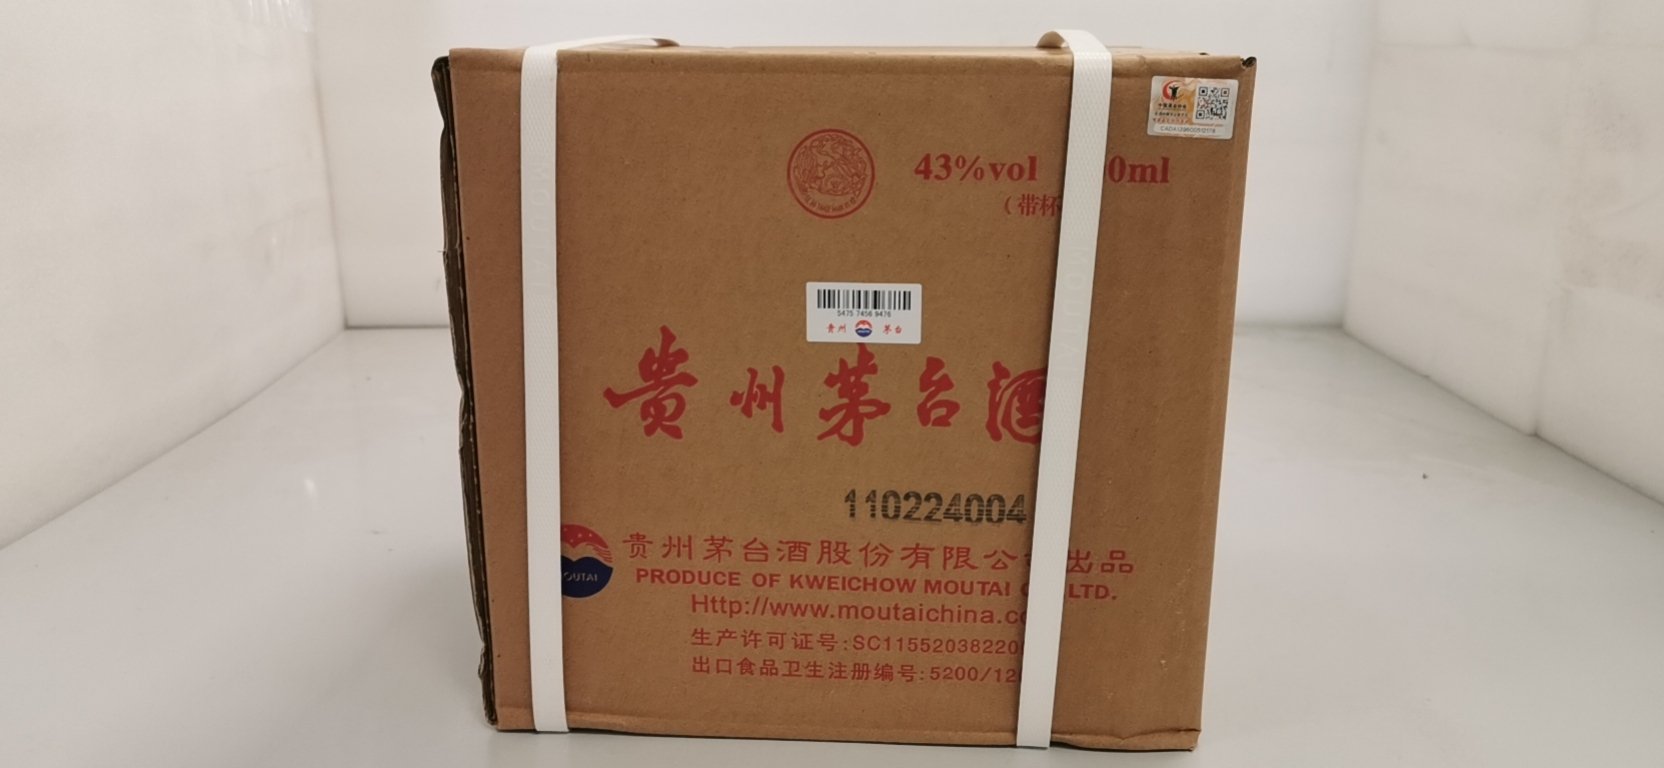 43%vol 0ml
（带杯
5475 7456 9476
贵州 MOUTAI 茅台
贵州茅台酒
110224004
贵州茅台酒股份有限公 出品
MOUTAI
PRODUCE OF KWEICHOW MOUTAI LTD.
Http://www.moutaichina.c
生产许可证号:SC1155203822
出口食品卫生注册编号:5200/12